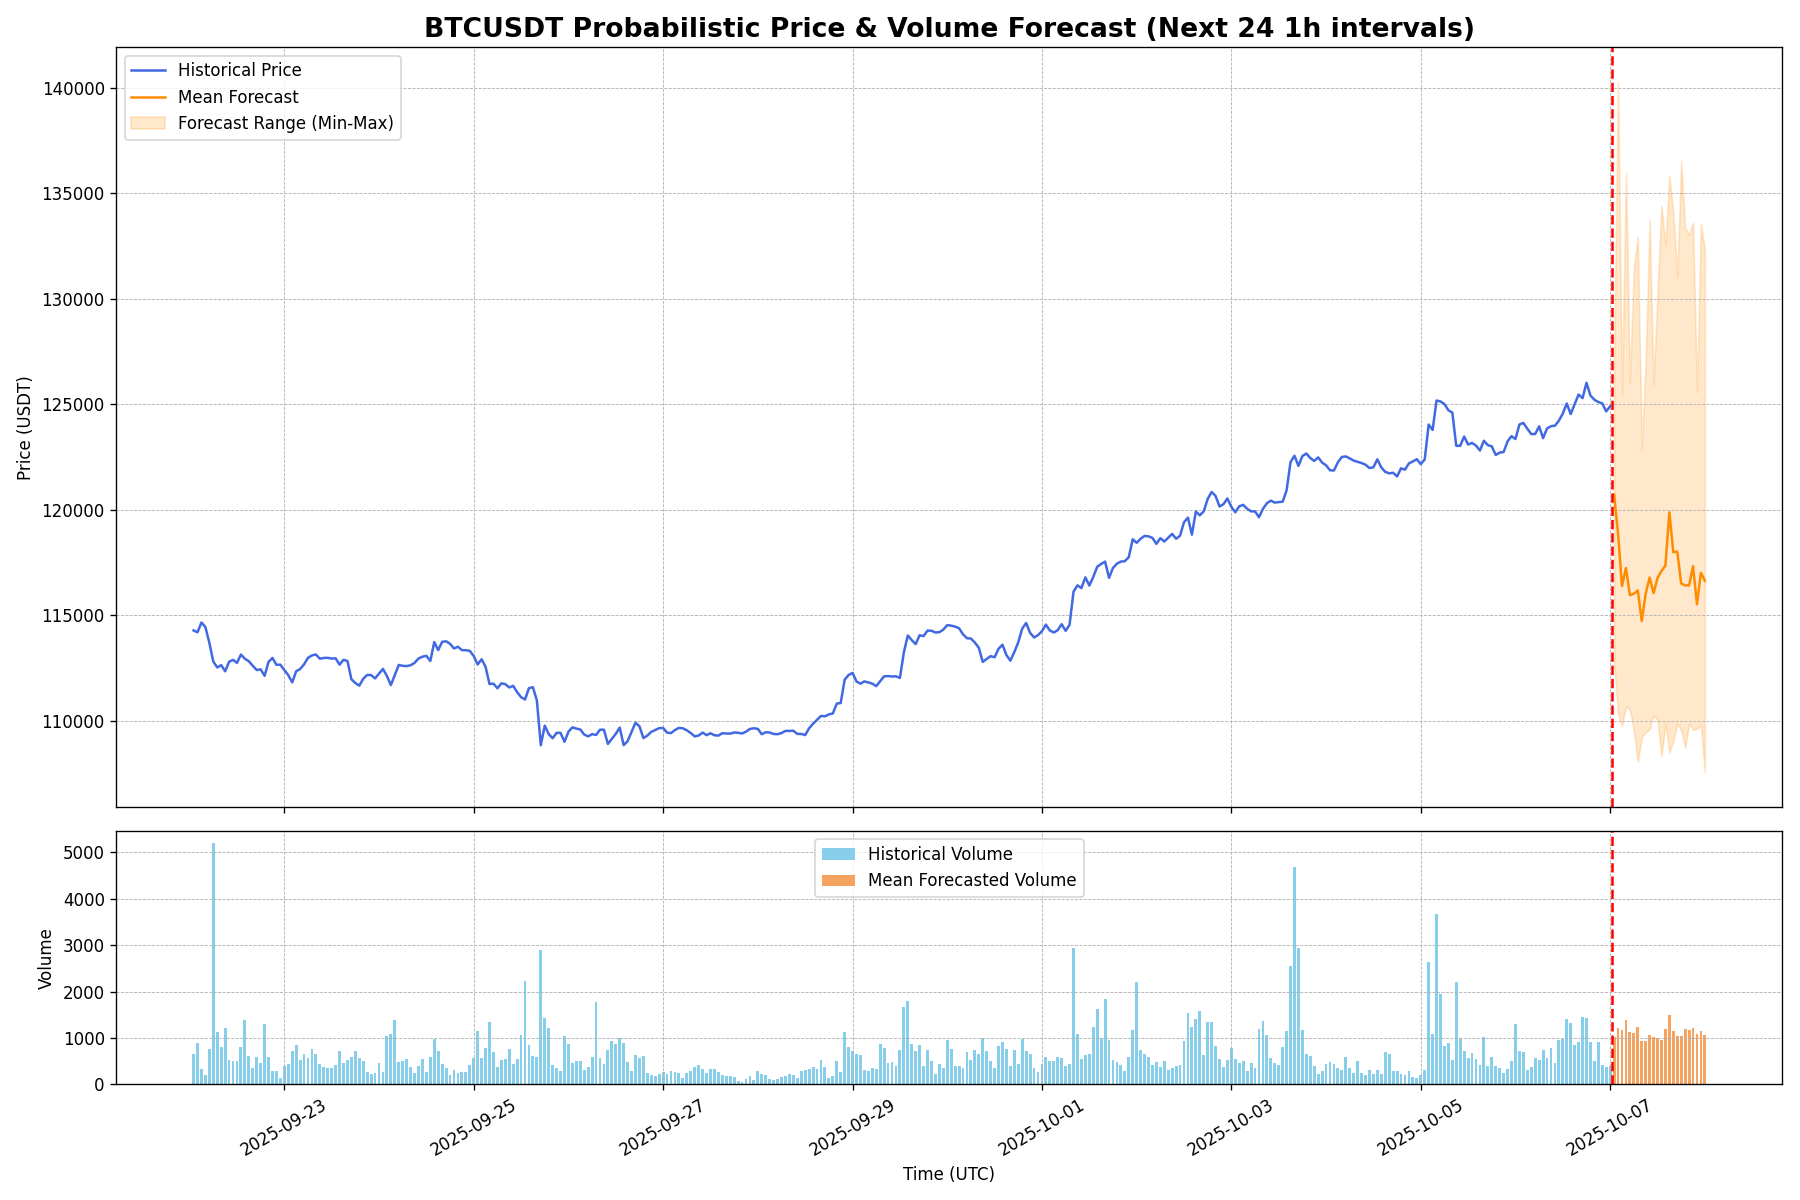 BTCUSDT Probabilistic Price & Volume Forecast (Next 24 1h intervals)
Historical Price
Mean Forecast
Forecast Range (Min-Max)
Price (USDT)
140000
135000
130000
125000
120000
115000
110000
Historical Volume
Mean Forecasted Volume
Volume
5000
4000
3000
2000
1000
0
2025-09-23
2025-09-25
2025-09-27
2025-09-29
2025-10-01
2025-10-03
2025-10-05
2025-10-07
Time (UTC)